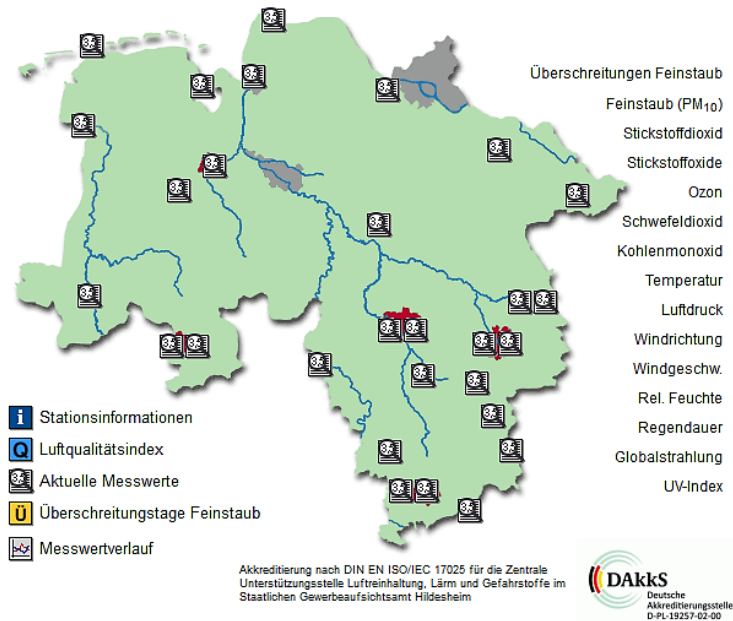 Überschreitungen Feinstaub
Feinstaub (PM10)
Stickstoffdioxid
Stickstoffoxide
Ozon
Schwefeldioxid
Kohlenmonoxid
Temperatur
Luftdruck
Windrichtung
Windgeschw.
Rel. Feuchte
Regendauer
Globalstrahlung
UV-Index
i Stationsinformationen
Q Luftqualitätsindex
Aktuelle Messwerte
Ü Überschreitungstage Feinstaub
Messwertverlauf
Akkreditierung nach DIN EN ISO/IEC 17025 für die Zentrale
Unterstützungsstelle Luftreinhaltung, Lärm und Gefahrstoffe im
Staatlichen Gewerbeaufsichtsamt Hildesheim
DAkkS
Deutsche
Akkreditierungsstelle
D-PL-19257-02-00